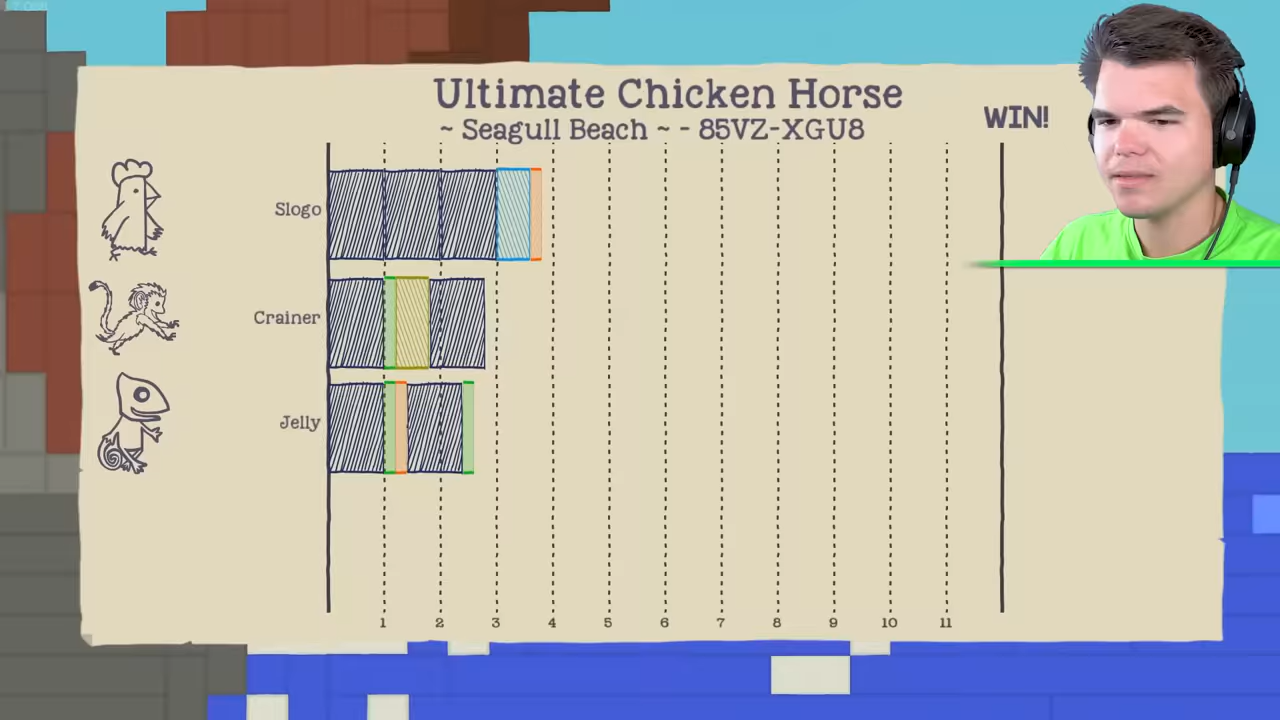 Ultimate Chicken Horse
~ Seagull Beach ~ - 85VZ-XGU8
WIN!
Slogo
Crainer
Jelly
1 2 3 4 5 6 7 8 9 10 11